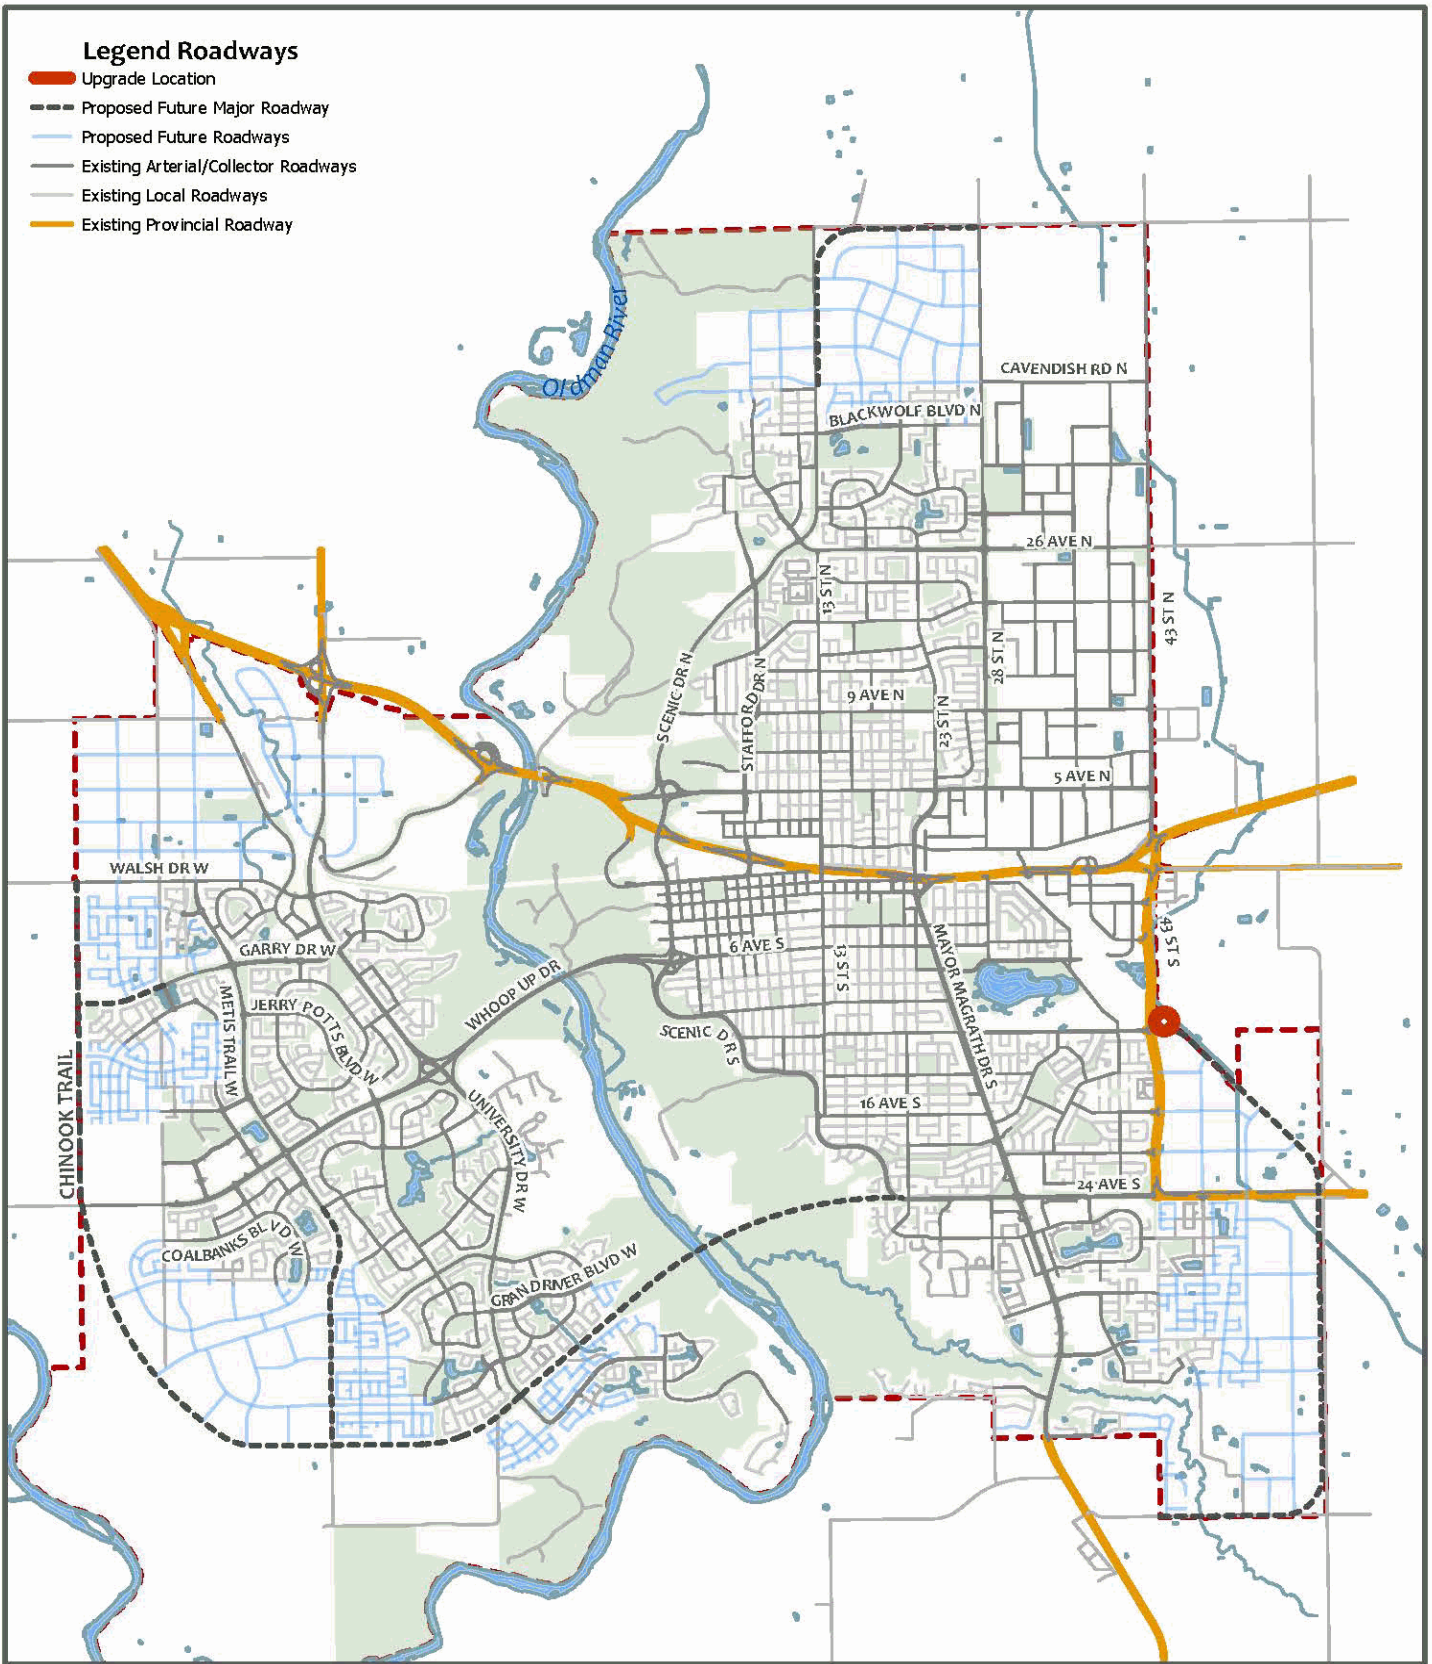 Legend Roadways
Upgrade Location
Proposed Future Major Roadway
Proposed Future Roadways
Existing Arterial/Collector Roadways
Existing Local Roadways
Existing Provincial Roadway
Oldman River
CAVENDISH RD N
BLACKWOLF BLVD N
26 AVE N
13 ST N
43 ST N
28 ST N
SCENIC DR N
STAFFORD DR N
9 AVE N
23 ST N
5 AVE N
WALSH DR W
GARRY DR W
6 AVE S
13 ST S
MAYOR MAGRATH DR S
43 ST S
WHOOP UP DR
METIS TRAIL W
JERRY POTTS BLVD W
SCENIC DR S
CHINOOK TRAIL
UNIVERSITY DR W
16 AVE S
24 AVE S
COALBANKS BLVD W
GRANDRIVER BLVD W